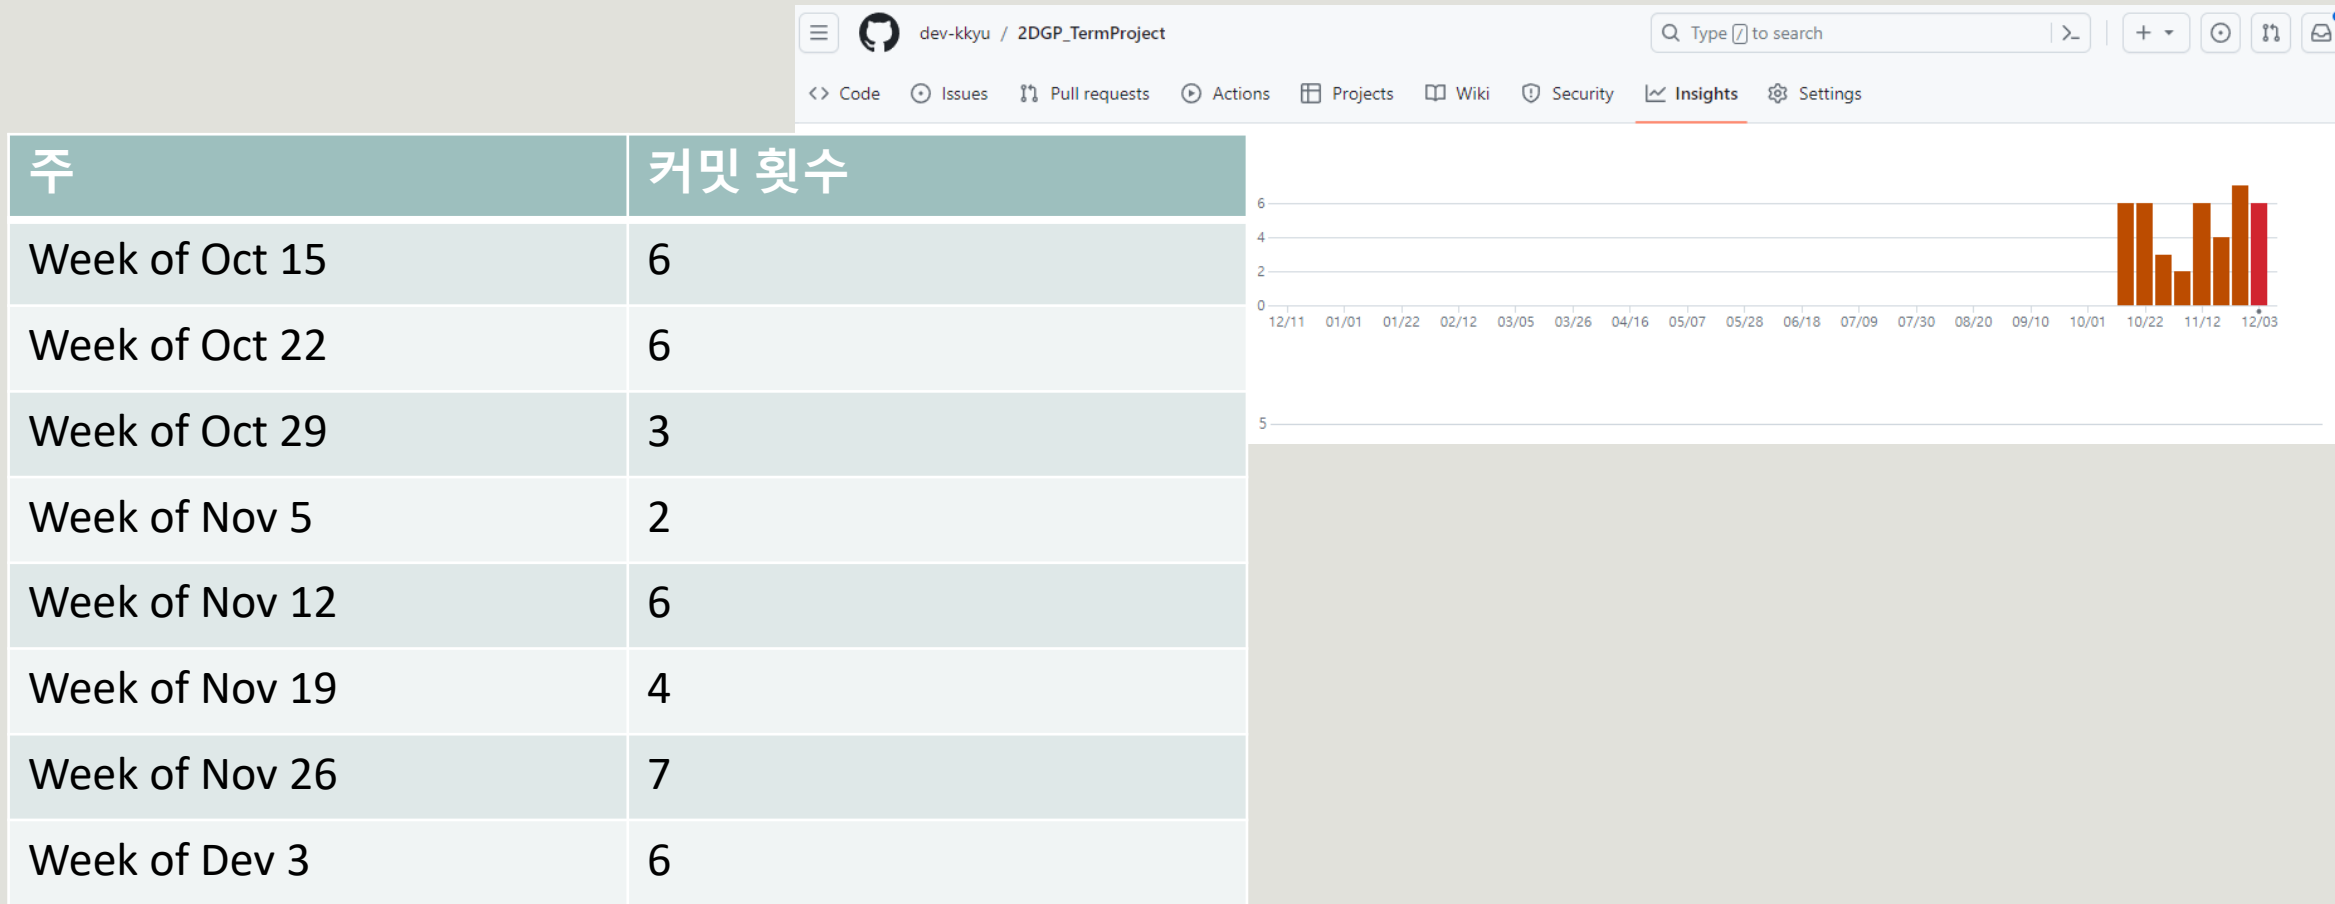 dev-kkyu / 2DGP_TermProject
Type / to search
Code Issues Pull requests Actions Projects Wiki Security Insights Settings
주 커밋 횟수
Week of Oct 15 6
Week of Oct 22 6
Week of Oct 29 3
Week of Nov 5 2
Week of Nov 12 6
Week of Nov 19 4
Week of Nov 26 7
Week of Dev 3 6
6
4
2
0
12/11 01/01 01/22 02/12 03/05 03/26 04/16 05/07 05/28 06/18 07/09 07/30 08/20 09/10 10/01 10/22 11/12 12/03
5